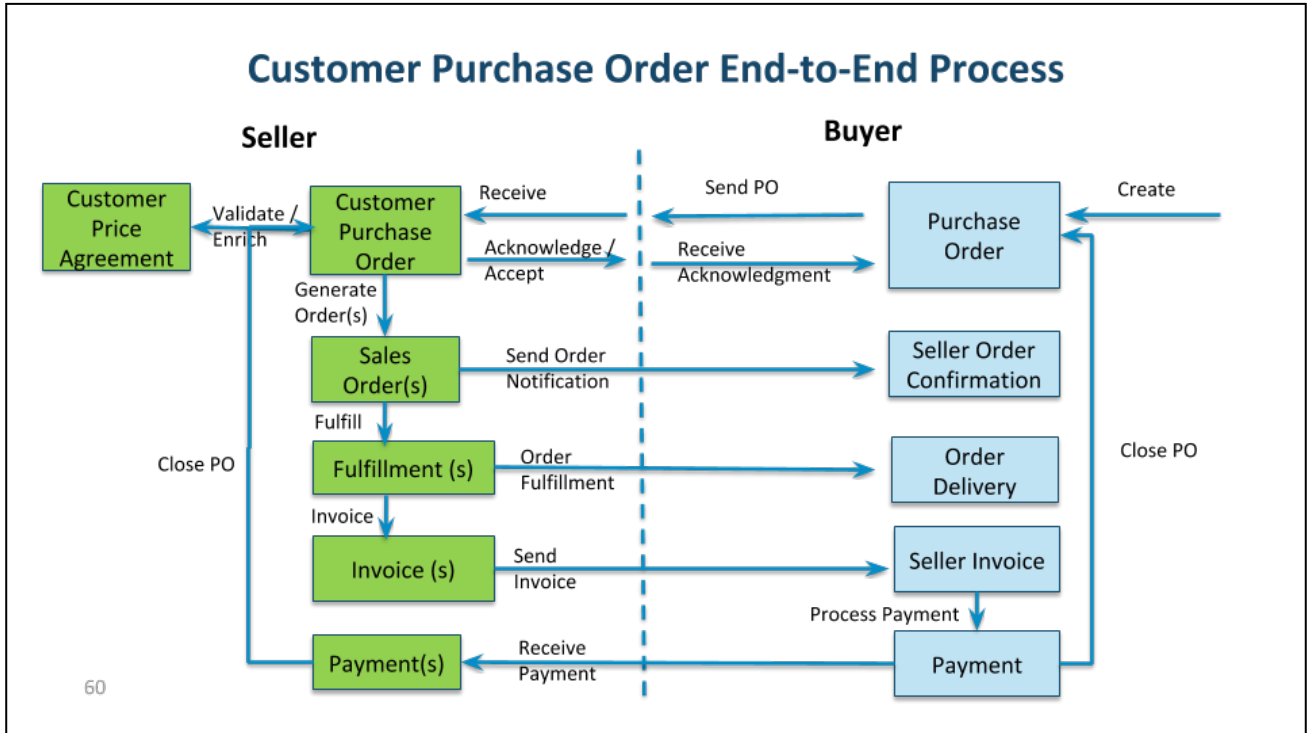 Customer Purchase Order End-to-End Process
Seller
Buyer
Customer
Price
Agreement
Validate /
Enrich
Customer
Purchase
Order
Receive
Send PO
Purchase
Order
Create
Acknowledge /
Accept
Receive
Acknowledgment
Generate
Order(s)
Sales
Order(s)
Send Order
Notification
Seller Order
Confirmation
Fulfill
Close PO
Fulfillment (s)
Order
Fulfillment
Order
Delivery
Close PO
Invoice
Invoice (s)
Send
Invoice
Seller Invoice
Process Payment
Payment(s)
Receive
Payment
Payment
60